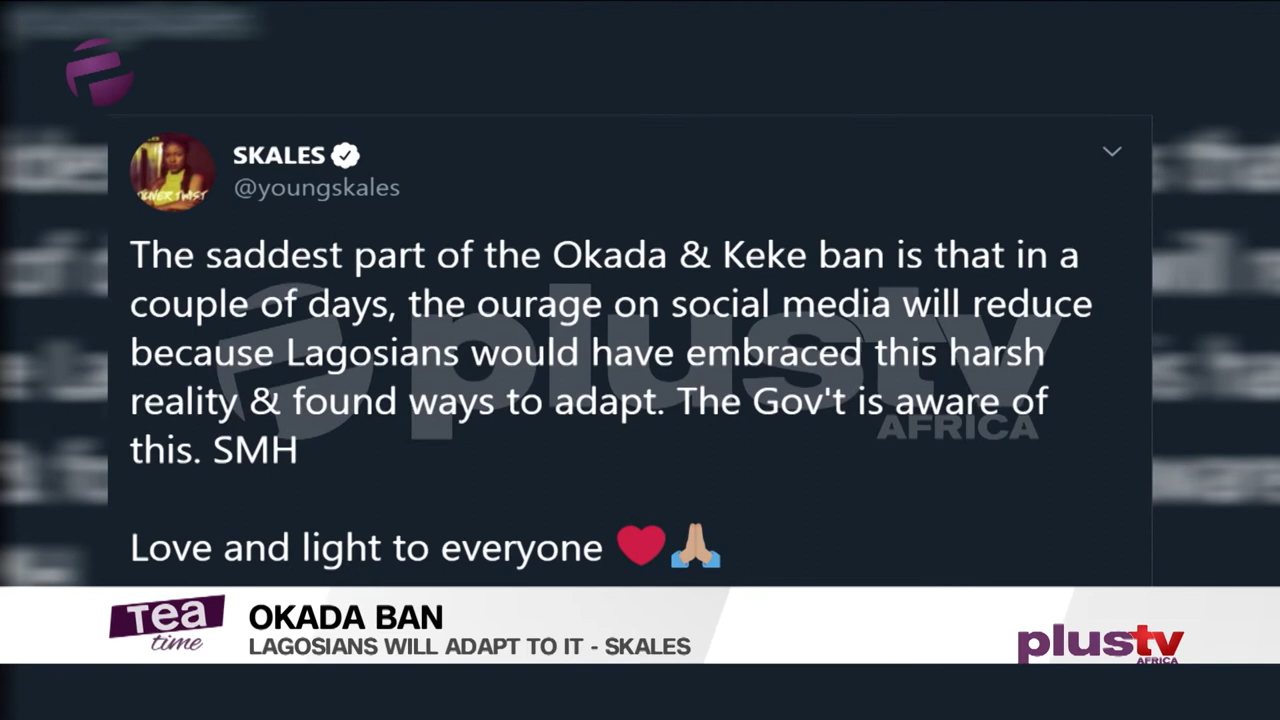 SKALES
@youngskales
The saddest part of the Okada & Keke ban is that in a
couple of days, the ourage on social media will reduce
because Lagosians would have embraced this harsh
reality & found ways to adapt. The Gov't is aware of
this. SMH
Love and light to everyone ❤️🙏🏼
plustv
AFRICA
Tea
time
OKADA BAN
LAGOSIANS WILL ADAPT TO IT - SKALES
plustv
AFRICA